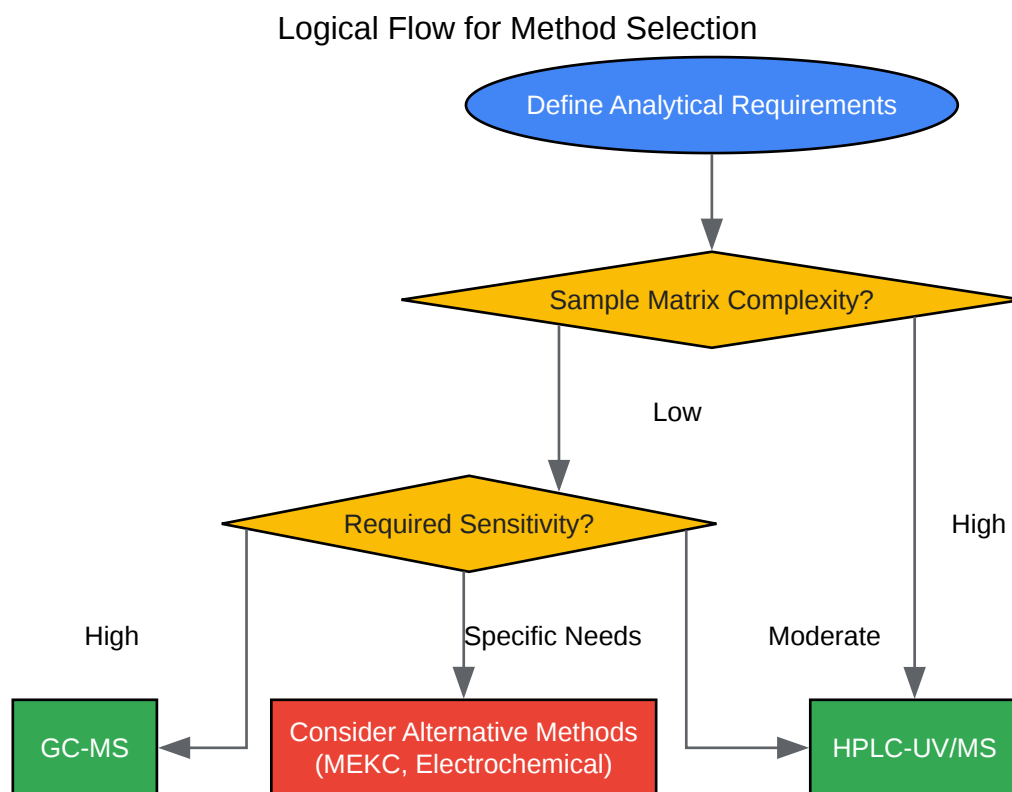 Logical Flow for Method Selection
Define Analytical Requirements
Sample Matrix Complexity?
Low
Required Sensitivity?
High
High
Specific Needs
Moderate
GC-MS
Consider Alternative Methods
(MEKC, Electrochemical)
HPLC-UV/MS